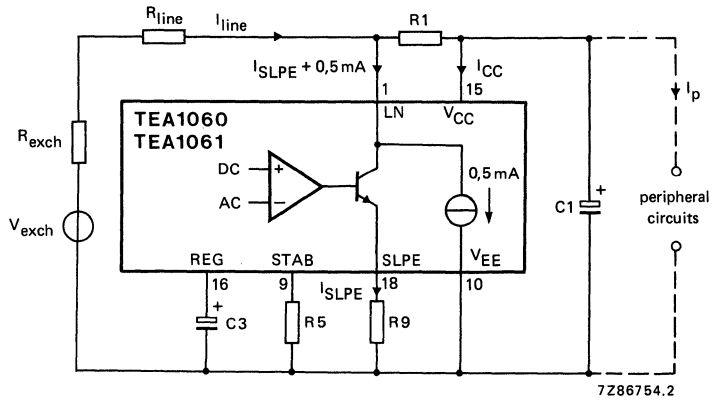 Rline
Iline
R1
ISLPE + 0,5 mA
ICC
1
15
Ip
TEA1060
TEA1061
LN
VCC
Rexch
DC
+
AC
−
0,5 mA
Vexch
C1
+
peripheral
circuits
REG
STAB
SLPE
VEE
16
9
ISLPE
18
10
+
C3
R5
R9
7Z86754.2